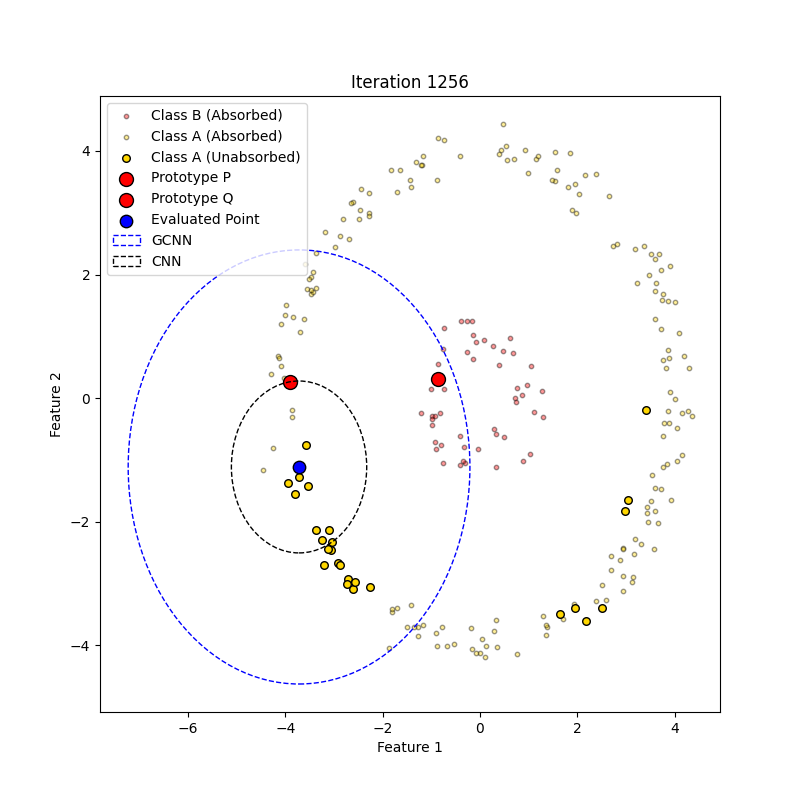 Iteration 1256
Class B (Absorbed)
Class A (Absorbed)
Class A (Unabsorbed)
Prototype P
Prototype Q
Evaluated Point
GCNN
CNN
4
2
0
−2
−4
Feature 2
−6
−4
−2
0
2
4
Feature 1